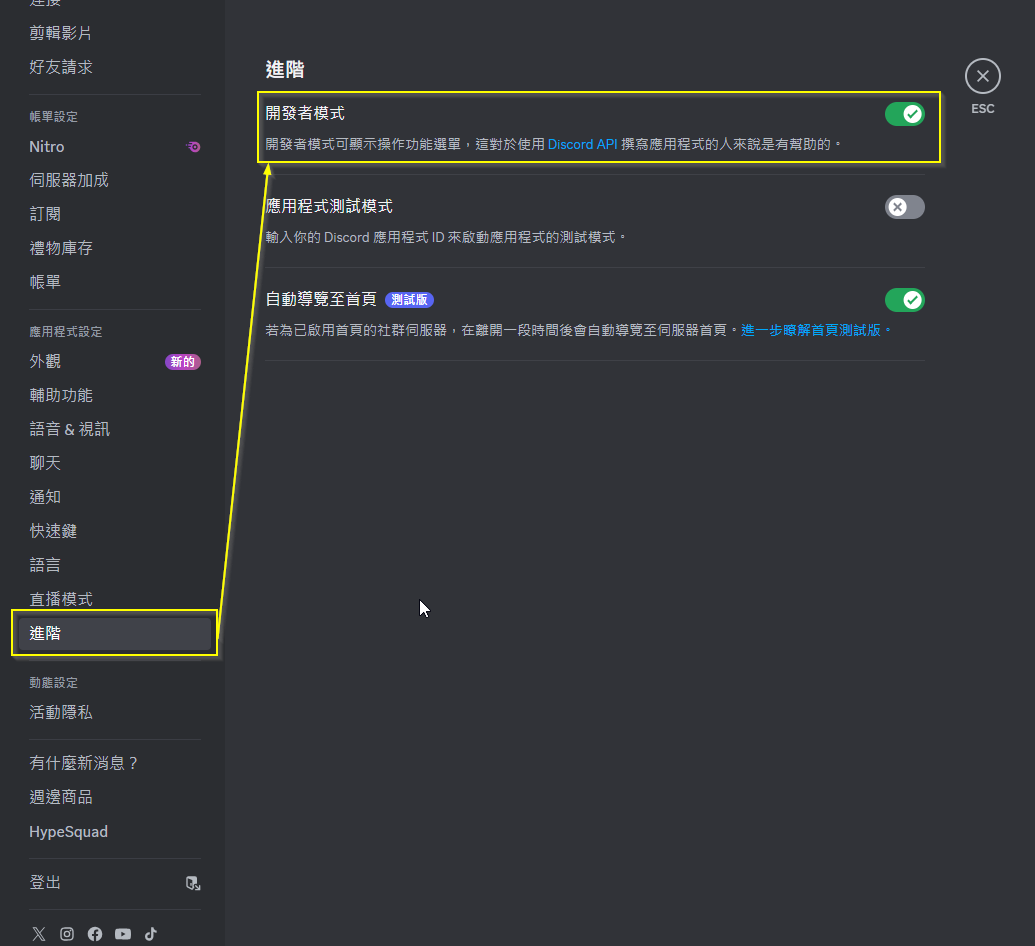 連接
剪輯影片
好友請求
帳單設定
Nitro
伺服器加成
訂閱
禮物庫存
帳單
應用程式設定
外觀 新的
輔助功能
語音 & 視訊
聊天
通知
快速鍵
語言
直播模式
進階
動態設定
活動隱私
有什麼新消息？
週邊商品
HypeSquad
登出
進階
開發者模式
開發者模式可顯示操作功能選單，這對於使用 Discord API 撰寫應用程式的人來說是有幫助的。
應用程式測試模式
輸入你的 Discord 應用程式 ID 來啟動應用程式的測試模式。
自動導覽至首頁 測試版
若為已啟用首頁的社群伺服器，在離開一段時間後會自動導覽至伺服器首頁。進一步瞭解首頁測試版。
ESC